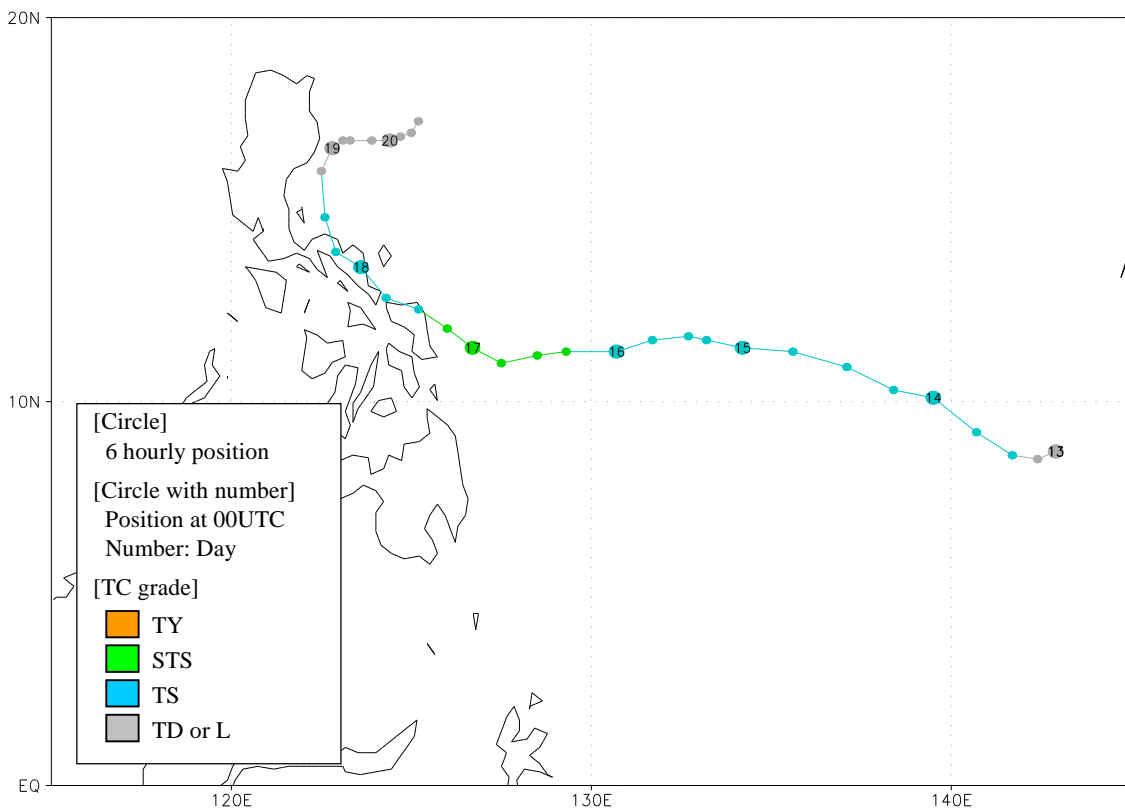 20N
19
20
18
17
16
15
14
13
10N
[Circle]
6 hourly position
[Circle with number]
Position at 00UTC
Number: Day
[TC grade]
TY
STS
TS
TD or L
EQ
120E
130E
140E